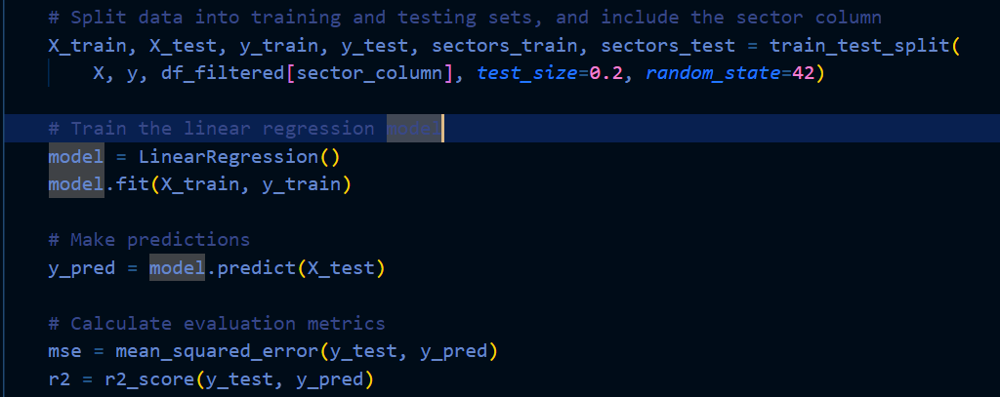 # Split data into training and testing sets, and include the sector column
X_train, X_test, y_train, y_test, sectors_train, sectors_test = train_test_split(
X, y, df_filtered[sector_column], test_size=0.2, random_state=42)
# Train the linear regression model
model = LinearRegression()
model.fit(X_train, y_train)
# Make predictions
y_pred = model.predict(X_test)
# Calculate evaluation metrics
mse = mean_squared_error(y_test, y_pred)
r2 = r2_score(y_test, y_pred)